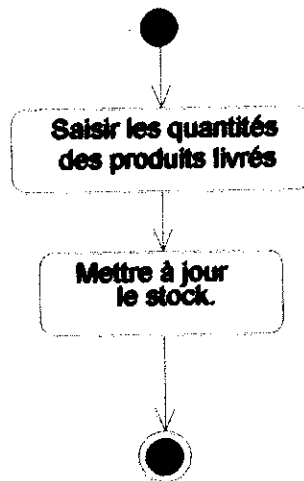 Saisir les quantités
des produits livrés
Mettre à jour
le stock.